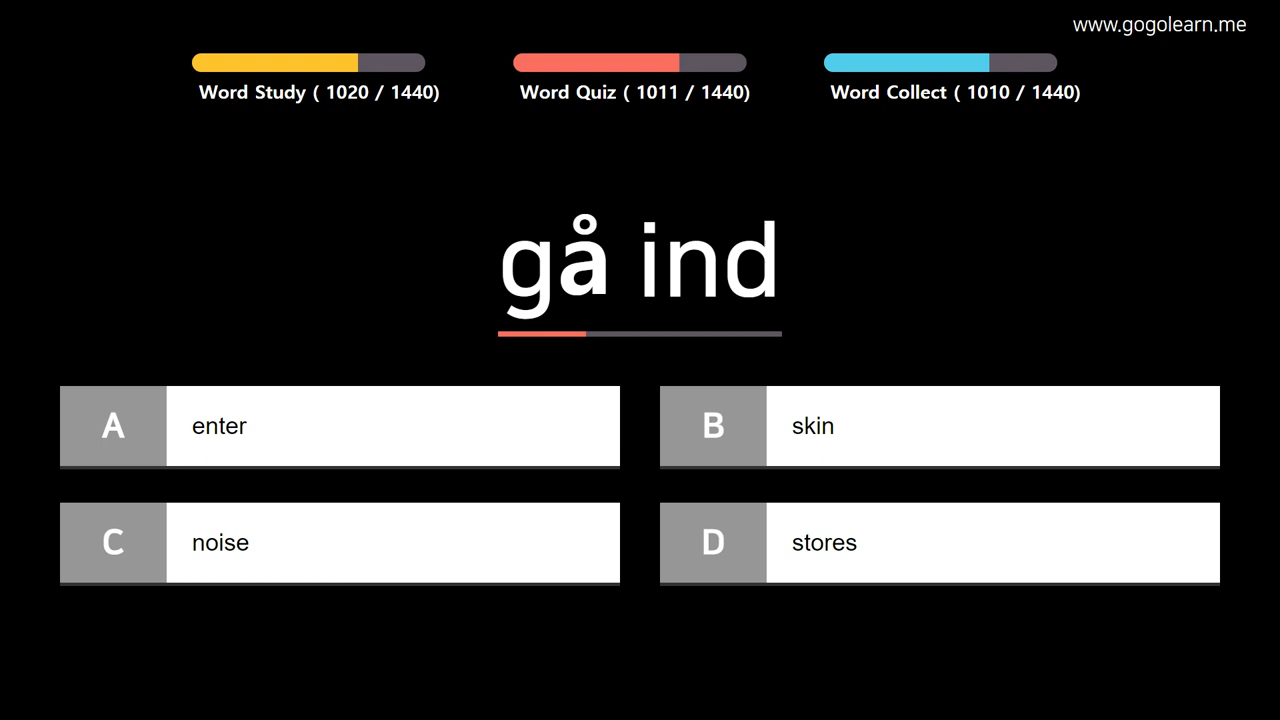 www.gogolearn.me
Word Study ( 1020 / 1440)
Word Quiz ( 1011 / 1440)
Word Collect ( 1010 / 1440)
gå ind
A enter
B skin
C noise
D stores